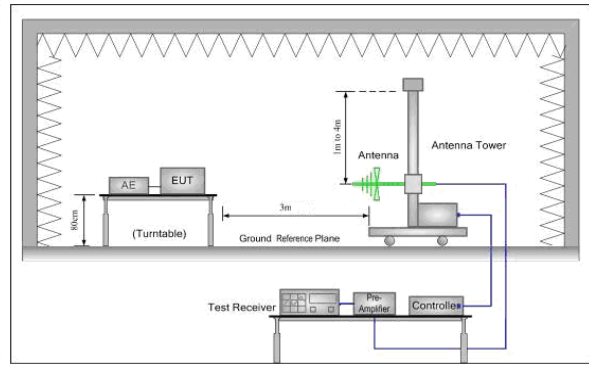 1m to 4m
Antenna
Antenna Tower
AE
EUT
80cm
(Turntable)
3m
Ground Reference Plane
Test Receiver
Pre-
Amplifier
Controller